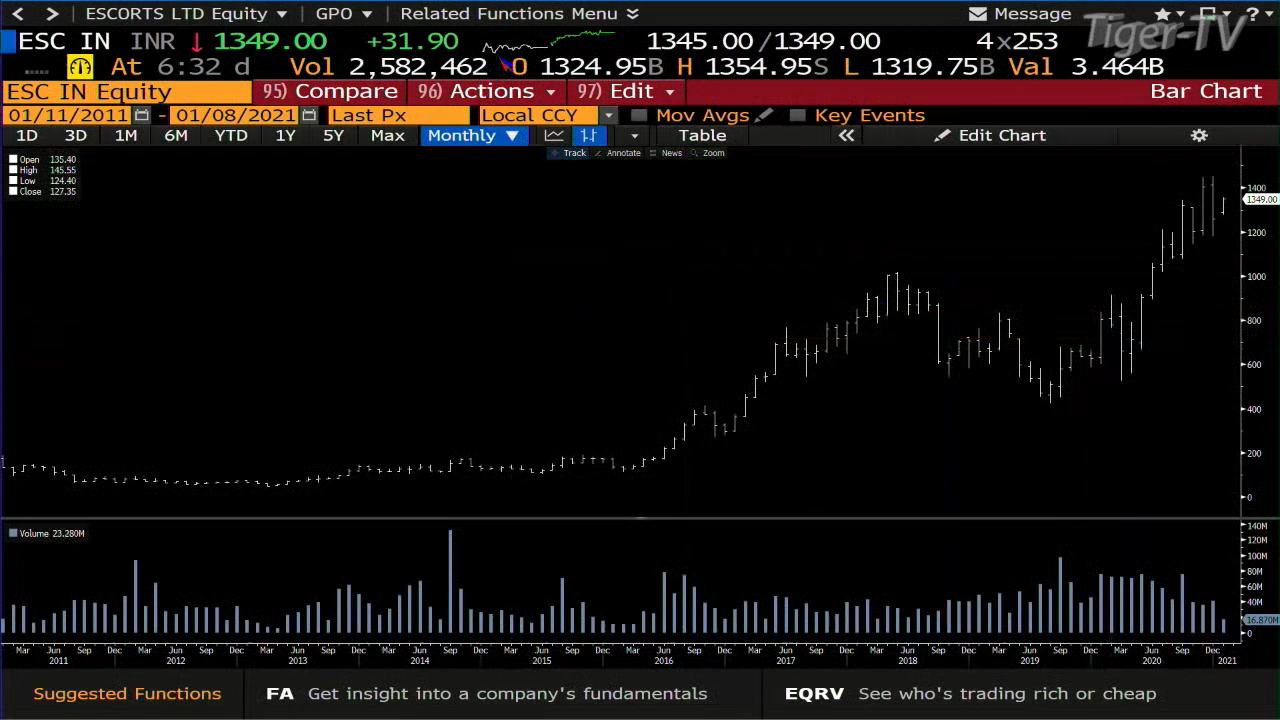 ESCORTS LTD Equity GPO Related Functions Menu Message ?
Tiger-TV
ESC IN INR ↓ 1349.00 +31.90 1345.00/1349.00 4x253
At 6:32 d Vol 2,582,462 O 1324.95B H 1354.95S L 1319.75B Val 3.464B
ESC IN Equity 95) Compare 96) Actions 97) Edit Bar Chart
01/11/2011 - 01/08/2021 Last Px Local CCY Mov Avgs Key Events
1D 3D 1M 6M YTD 1Y 5Y Max Monthly ▼ Table « Edit Chart
Track Annotate News Zoom
Open 135.40
High 145.55
Low 124.40
Close 127.35
1400
1349.00
1200
1000
800
600
400
200
0
Volume 23.280M
140M
120M
100M
80M
60M
40M
16.870M
0
Mar Jun Sep Dec Mar Jun Sep Dec Mar Jun Sep Dec Mar Jun Sep Dec Mar Jun Sep Dec Mar Jun Sep Dec Mar Jun Sep Dec Mar Jun Sep Dec Mar Jun Sep Dec Mar Jun Sep Dec
2011 2012 2013 2014 2015 2016 2017 2018 2019 2020 2021
Suggested Functions FA Get insight into a company's fundamentals EQRV See who's trading rich or cheap